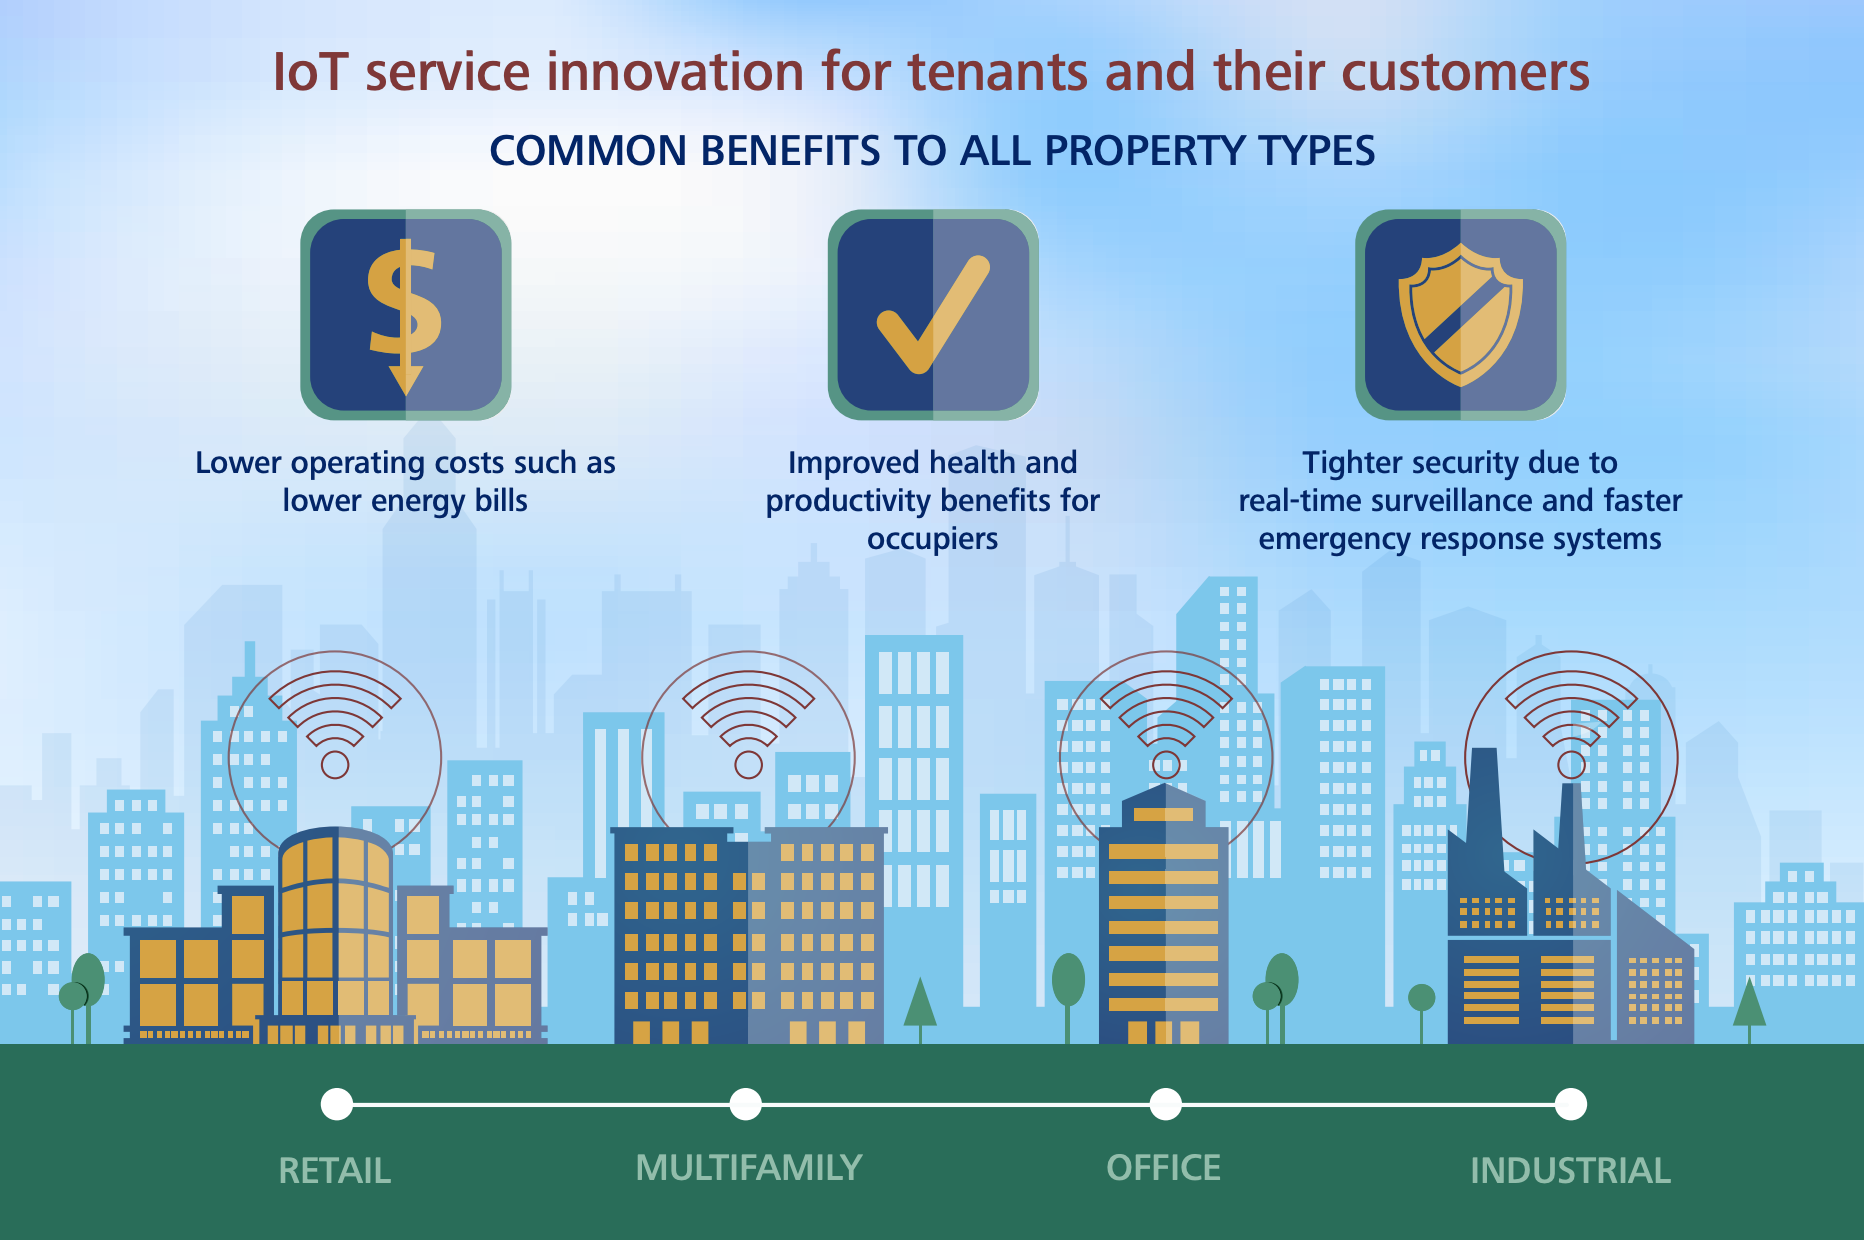 IoT service innovation for tenants and their customers
COMMON BENEFITS TO ALL PROPERTY TYPES
Lower operating costs such as
lower energy bills
Improved health and
productivity benefits for
occupiers
Tighter security due to
real-time surveillance and faster
emergency response systems
RETAIL
MULTIFAMILY
OFFICE
INDUSTRIAL